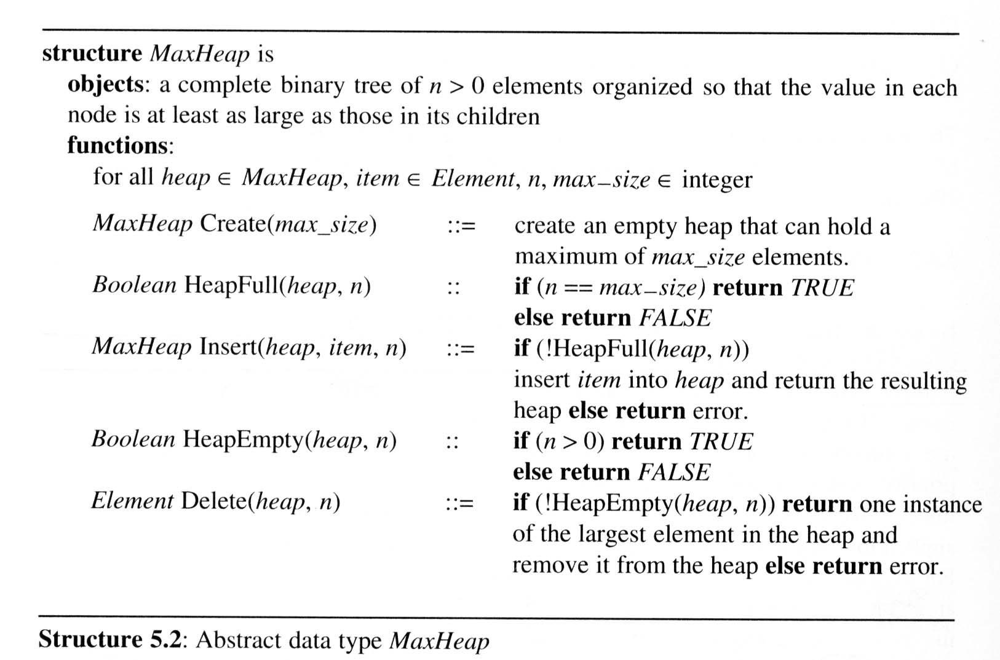 structure MaxHeap is
objects: a complete binary tree of n > 0 elements organized so that the value in each
node is at least as large as those in its children
functions:
for all heap ∈ MaxHeap, item ∈ Element, n, max_size ∈ integer
MaxHeap Create(max_size) ::= create an empty heap that can hold a
maximum of max_size elements.
Boolean HeapFull(heap, n) :: if (n == max_size) return TRUE
else return FALSE
MaxHeap Insert(heap, item, n) ::= if (!HeapFull(heap, n))
insert item into heap and return the resulting
heap else return error.
Boolean HeapEmpty(heap, n) :: if (n > 0) return TRUE
else return FALSE
Element Delete(heap, n) ::= if (!HeapEmpty(heap, n)) return one instance
of the largest element in the heap and
remove it from the heap else return error.
Structure 5.2: Abstract data type MaxHeap